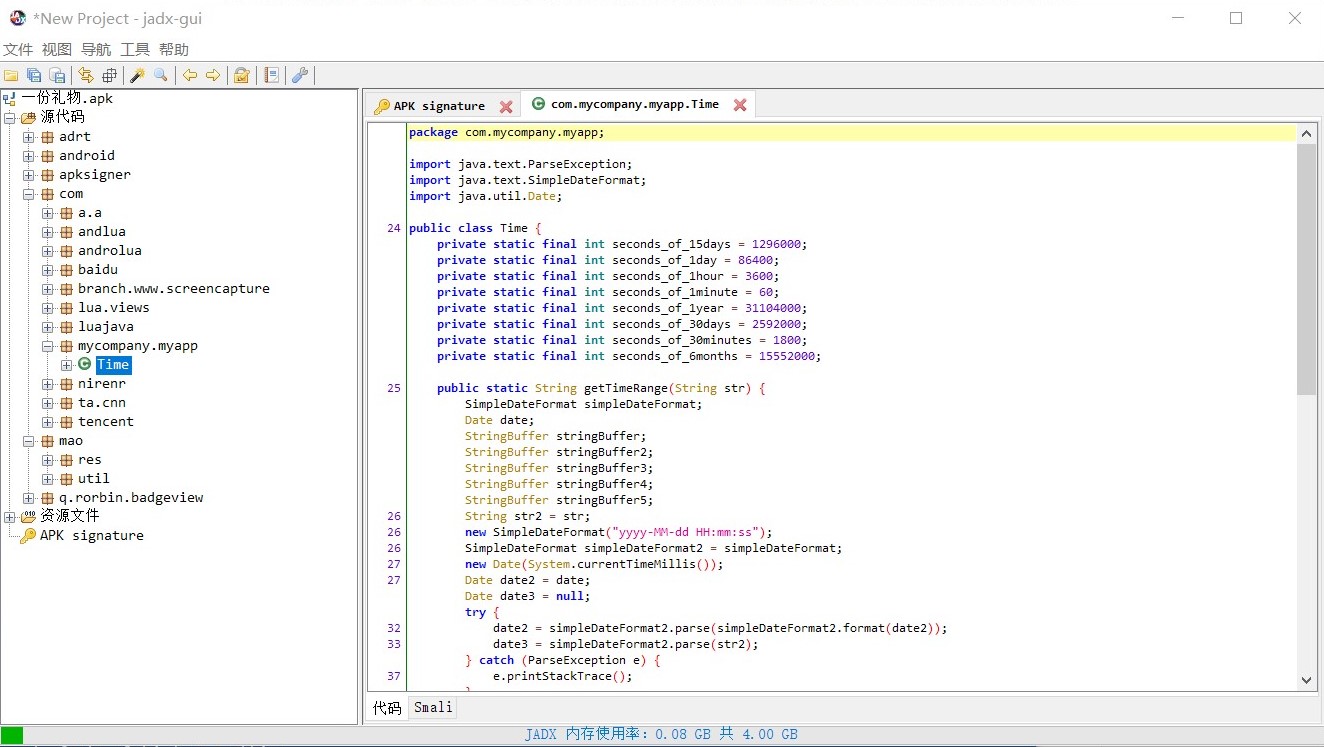 *New Project - jadx-gui
文件 视图 导航 工具 帮助
一份礼物.apk
源代码
adrt
android
apksigner
com
a.a
andlua
androlua
baidu
branch.www.screencapture
lua.views
luajava
mycompany.myapp
Time
nirenr
ta.cnn
tencent
mao
res
util
q.rorbin.badgeview
资源文件
APK signature
APK signature com.mycompany.myapp.Time
package com.mycompany.myapp;
import java.text.ParseException;
import java.text.SimpleDateFormat;
import java.util.Date;
24 public class Time {
private static final int seconds_of_15days = 1296000;
private static final int seconds_of_1day = 86400;
private static final int seconds_of_1hour = 3600;
private static final int seconds_of_1minute = 60;
private static final int seconds_of_1year = 31104000;
private static final int seconds_of_30days = 2592000;
private static final int seconds_of_30minutes = 1800;
private static final int seconds_of_6months = 15552000;
25 public static String getTimeRange(String str) {
SimpleDateFormat simpleDateFormat;
Date date;
StringBuffer stringBuffer;
StringBuffer stringBuffer2;
StringBuffer stringBuffer3;
StringBuffer stringBuffer4;
StringBuffer stringBuffer5;
26 String str2 = str;
26 new SimpleDateFormat("yyyy-MM-dd HH:mm:ss");
26 SimpleDateFormat simpleDateFormat2 = simpleDateFormat;
27 new Date(System.currentTimeMillis());
27 Date date2 = date;
Date date3 = null;
try {
32 date2 = simpleDateFormat2.parse(simpleDateFormat2.format(date2));
33 date3 = simpleDateFormat2.parse(str2);
} catch (ParseException e) {
37 e.printStackTrace();
代码 Smali
JADX 内存使用率: 0.08 GB 共 4.00 GB